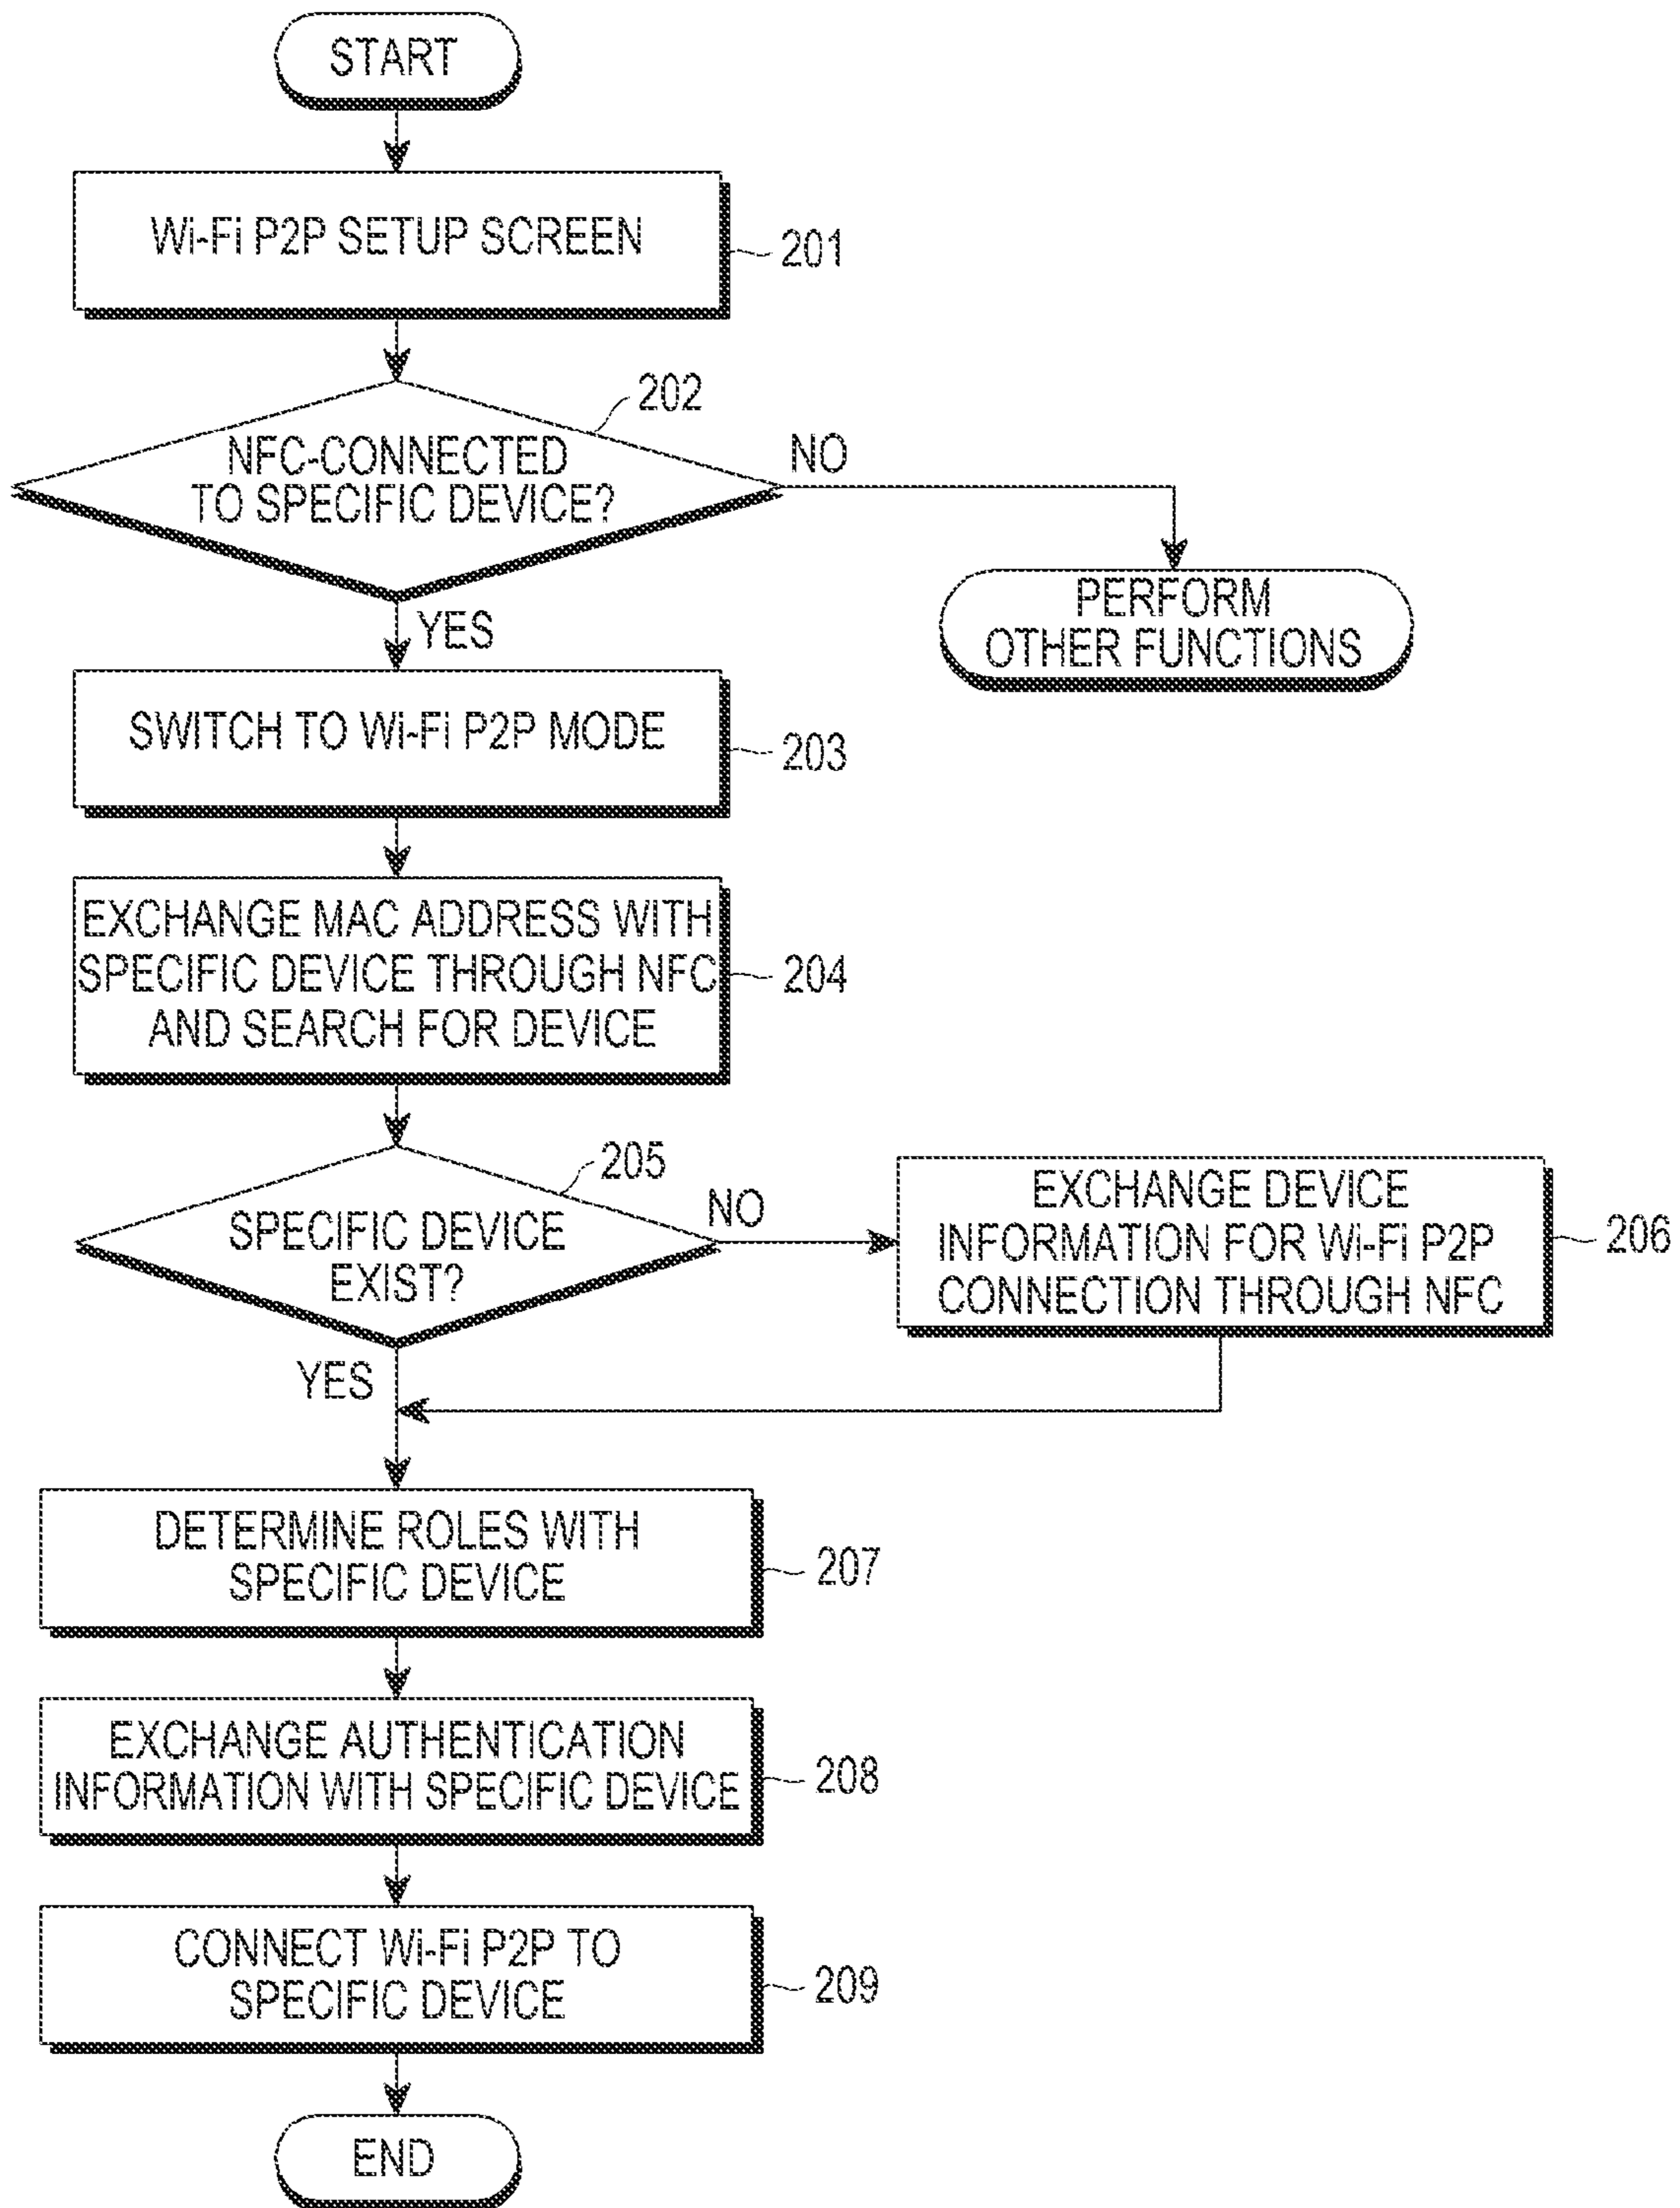 START
Wi-Fi P2P SETUP SCREEN
201
202
NFC-CONNECTED
TO SPECIFIC DEVICE?
NO
PERFORM
OTHER FUNCTIONS
YES
SWITCH TO Wi-Fi P2P MODE
203
EXCHANGE MAC ADDRESS WITH
SPECIFIC DEVICE THROUGH NFC
AND SEARCH FOR DEVICE
204
205
SPECIFIC DEVICE
EXIST?
NO
EXCHANGE DEVICE
INFORMATION FOR Wi-Fi P2P
CONNECTION THROUGH NFC
206
YES
DETERMINE ROLES WITH
SPECIFIC DEVICE
207
EXCHANGE AUTHENTICATION
INFORMATION WITH SPECIFIC DEVICE
208
CONNECT Wi-Fi P2P TO
SPECIFIC DEVICE
209
END